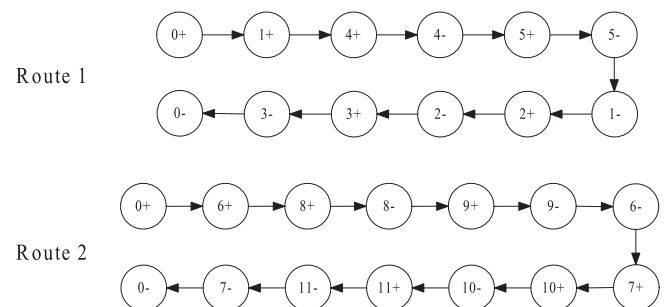 0+ 1+ 4+ 4- 5+ 5-
Route 1
0- 3- 3+ 2- 2+ 1-
0+ 6+ 8+ 8- 9+ 9- 6-
Route 2
0- 7- 11- 11+ 10- 10+ 7+